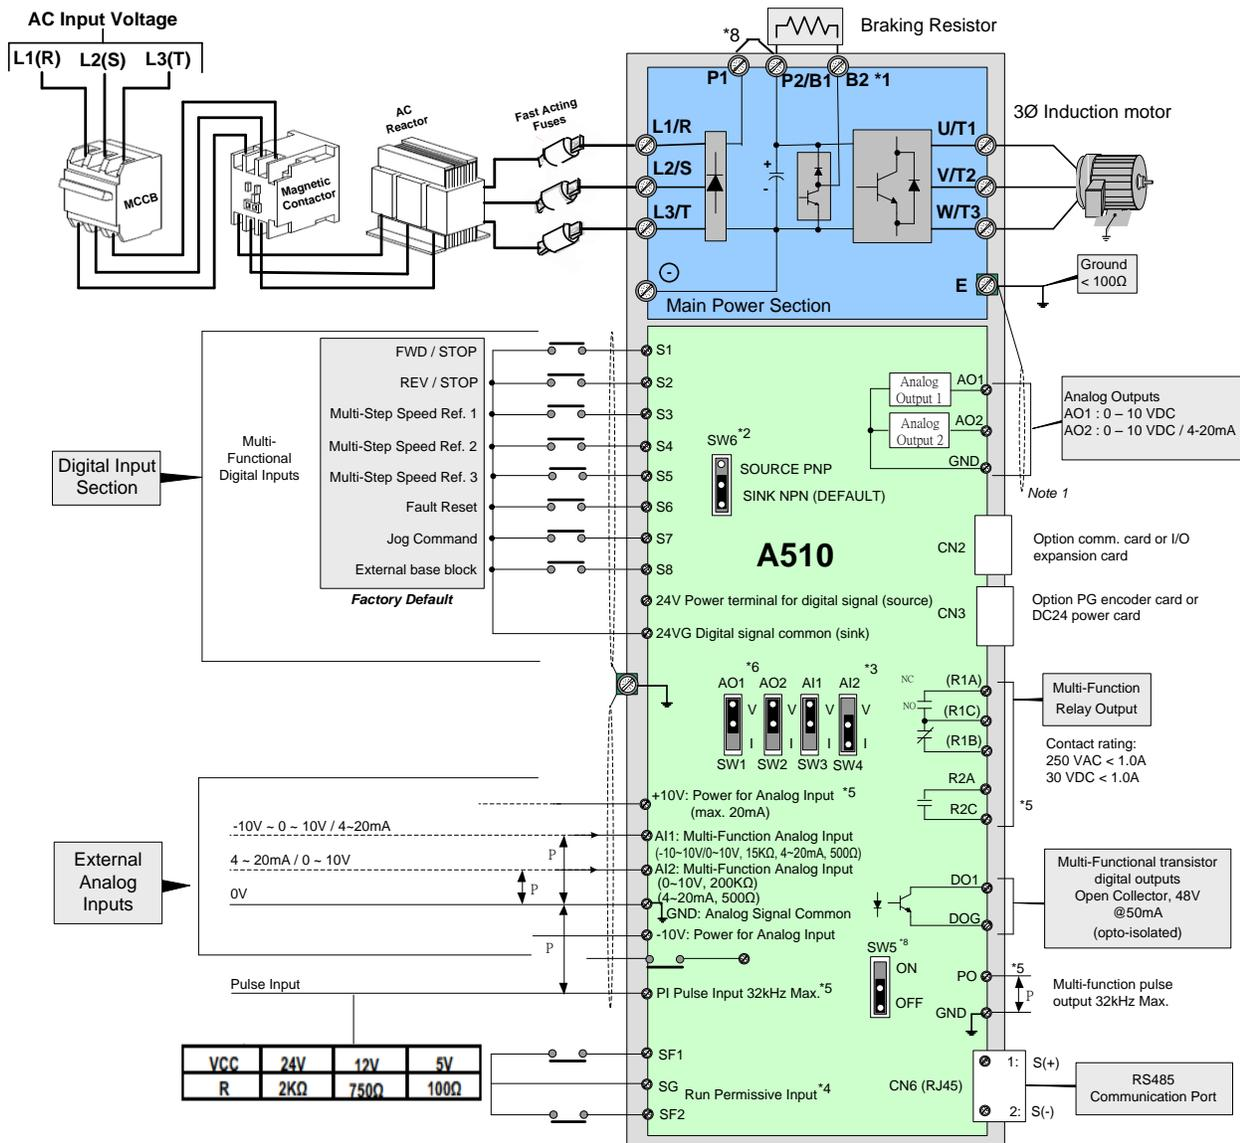 AC Input Voltage
L1(R) L2(S) L3(T)
MCCB
Magnetic
Contactor
AC
Reactor
Fast Acting
Fuses
*8
Braking Resistor
P1
P2/B1
B2 *1
L1/R
L2/S
L3/T
+
-
U/T1
V/T2
W/T3
3Ø Induction motor
-
Main Power Section
E
Ground
< 100Ω
Digital Input
Section
Multi-
Functional
Digital Inputs
FWD / STOP
REV / STOP
Multi-Step Speed Ref. 1
Multi-Step Speed Ref. 2
Multi-Step Speed Ref. 3
Fault Reset
Jog Command
External base block
Factory Default
S1
S2
S3
S4
S5
S6
S7
S8
24V Power terminal for digital signal (source)
24VG Digital signal common (sink)
SW6 *2
SOURCE PNP
SINK NPN (DEFAULT)
A510
Analog
Output 1
AO1
Analog
Output 2
AO2
GND
Analog Outputs
AO1 : 0 – 10 VDC
AO2 : 0 – 10 VDC / 4-20mA
Note 1
CN2
Option comm. card or I/O
expansion card
CN3
Option PG encoder card or
DC24 power card
*6
*3
AO1 AO2 AI1 AI2
V V V V
I I I I
SW1 SW2 SW3 SW4
NC
(R1A)
NO
(R1C)
(R1B)
R2A
R2C
*5
Multi-Function
Relay Output
Contact rating:
250 VAC < 1.0A
30 VDC < 1.0A
External
Analog
Inputs
-10V ~ 0 ~ 10V / 4~20mA
4 ~ 20mA / 0 ~ 10V
0V
P
P
P
+10V: Power for Analog Input *5
(max. 20mA)
AI1: Multi-Function Analog Input
(-10~10V/0~10V, 15KΩ, 4~20mA, 500Ω)
AI2: Multi-Function Analog Input
(0~10V, 200KΩ)
(4~20mA, 500Ω)
GND: Analog Signal Common
-10V: Power for Analog Input
Pulse Input
PI Pulse Input 32kHz Max.*5
SW5 *8
ON
OFF
DO1
DOG
Multi-Functional transistor
digital outputs
Open Collector, 48V
@50mA
(opto-isolated)
PO
*5
P
GND
Multi-function pulse
output 32kHz Max.
VCC 24V 12V 5V
R 2KΩ 750Ω 100Ω
SF1
SG
Run Permissive Input*4
SF2
CN6 (RJ45)
1: S(+)
2: S(-)
RS485
Communication Port